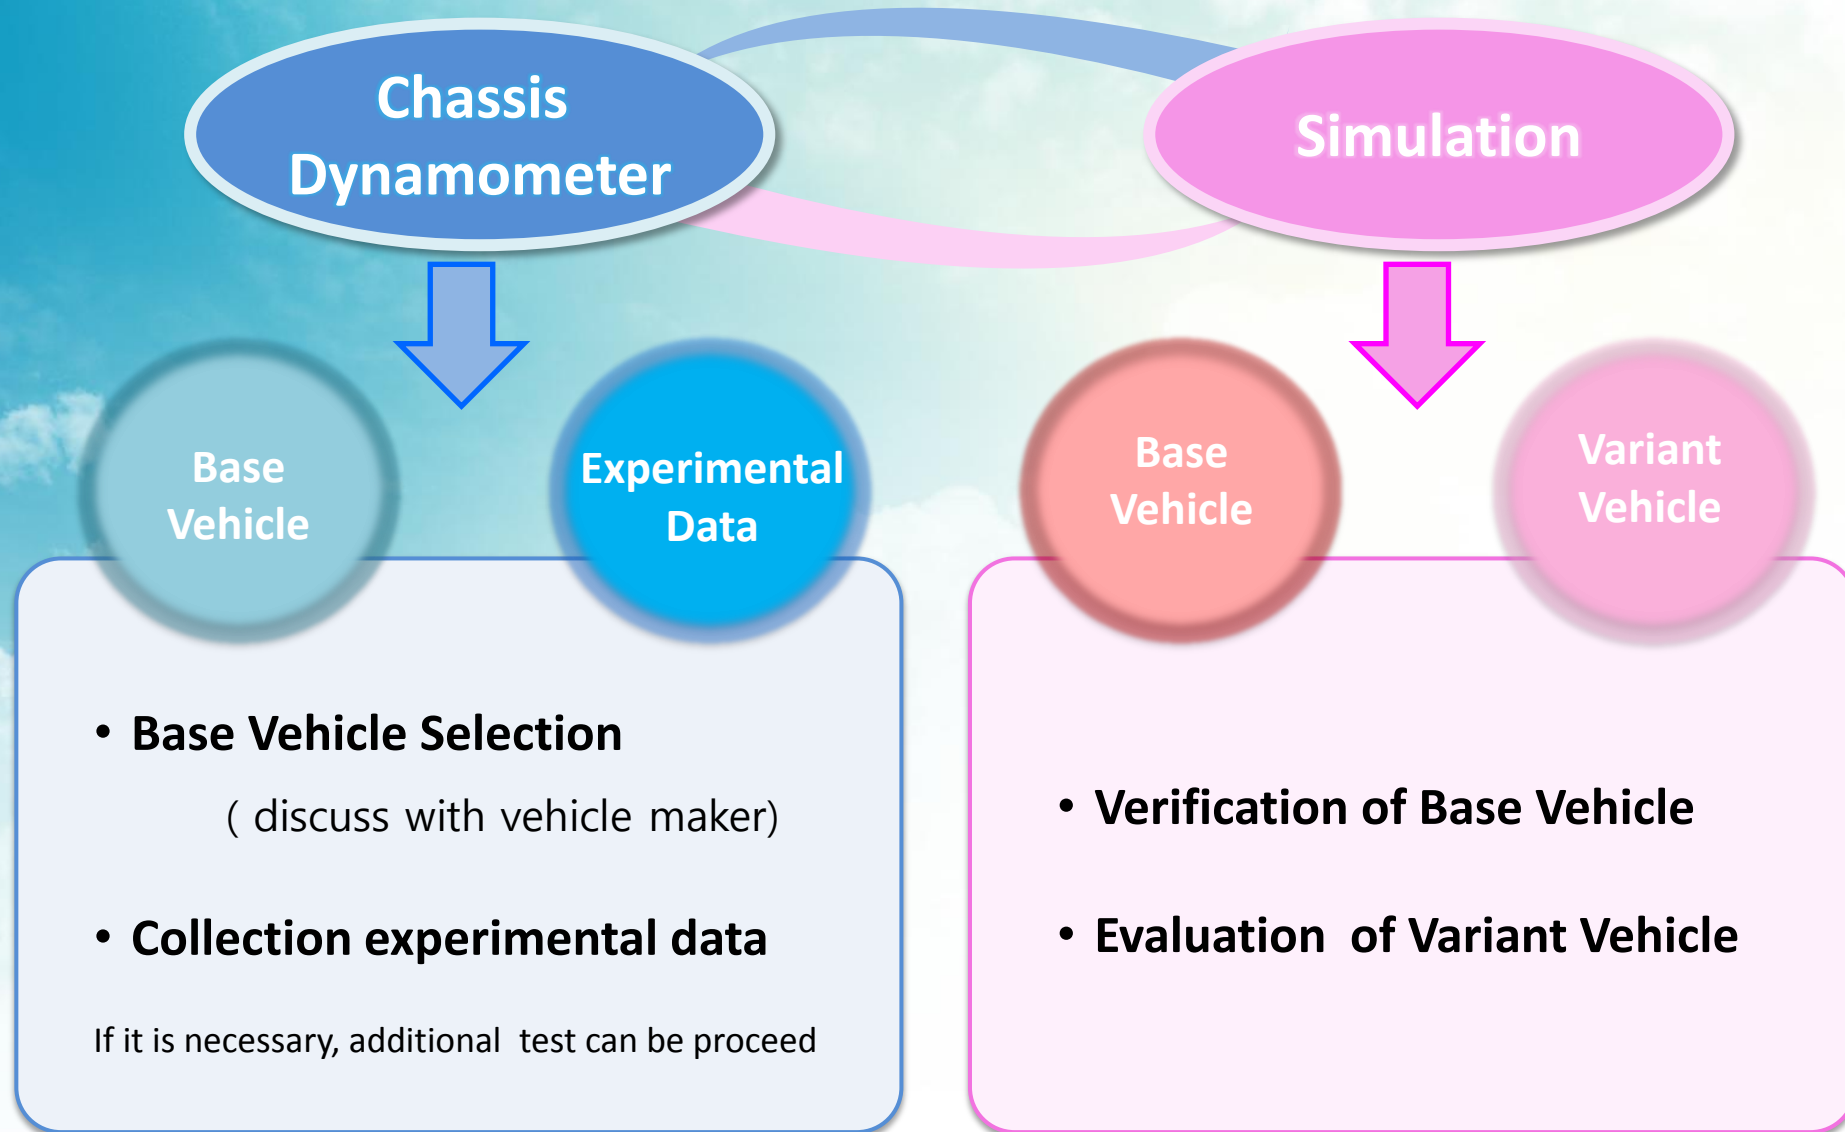 Chassis
Dynamometer
Simulation
Base
Vehicle
Experimental
Data
Base
Vehicle
Variant
Vehicle
• Base Vehicle Selection
( discuss with vehicle maker)
• Collection experimental data
If it is necessary, additional  test can be proceed
• Verification of Base Vehicle
• Evaluation  of Variant Vehicle